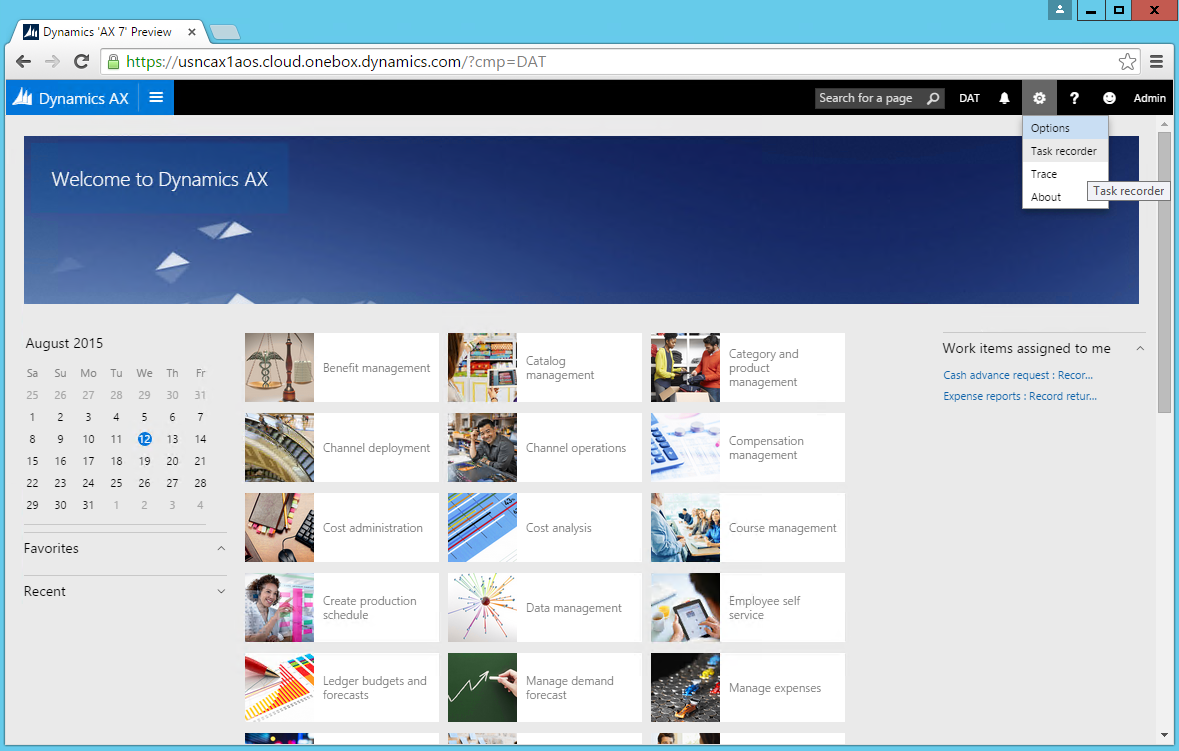 Dynamics 'AX 7' Preview
https://usncax1aos.cloud.onebox.dynamics.com/?cmp=DAT
Dynamics AX
Search for a page
DAT
?
Admin
Options
Task recorder
Trace
About
Task recorder
Welcome to Dynamics AX
August 2015
Sa Su Mo Tu We Th Fr
25 26 27 28 29 30 31
1 2 3 4 5 6 7
8 9 10 11 12 13 14
15 16 17 18 19 20 21
22 23 24 25 26 27 28
29 30 31 1 2 3 4
Favorites
Recent
Benefit management
Catalog
management
Category and
product
management
Channel deployment
Channel operations
Compensation
management
Cost administration
Cost analysis
Course management
Create production
schedule
Data management
Employee self
service
Ledger budgets and
forecasts
Manage demand
forecast
Manage expenses
Work items assigned to me
Cash advance request : Recor...
Expense reports : Record retur...